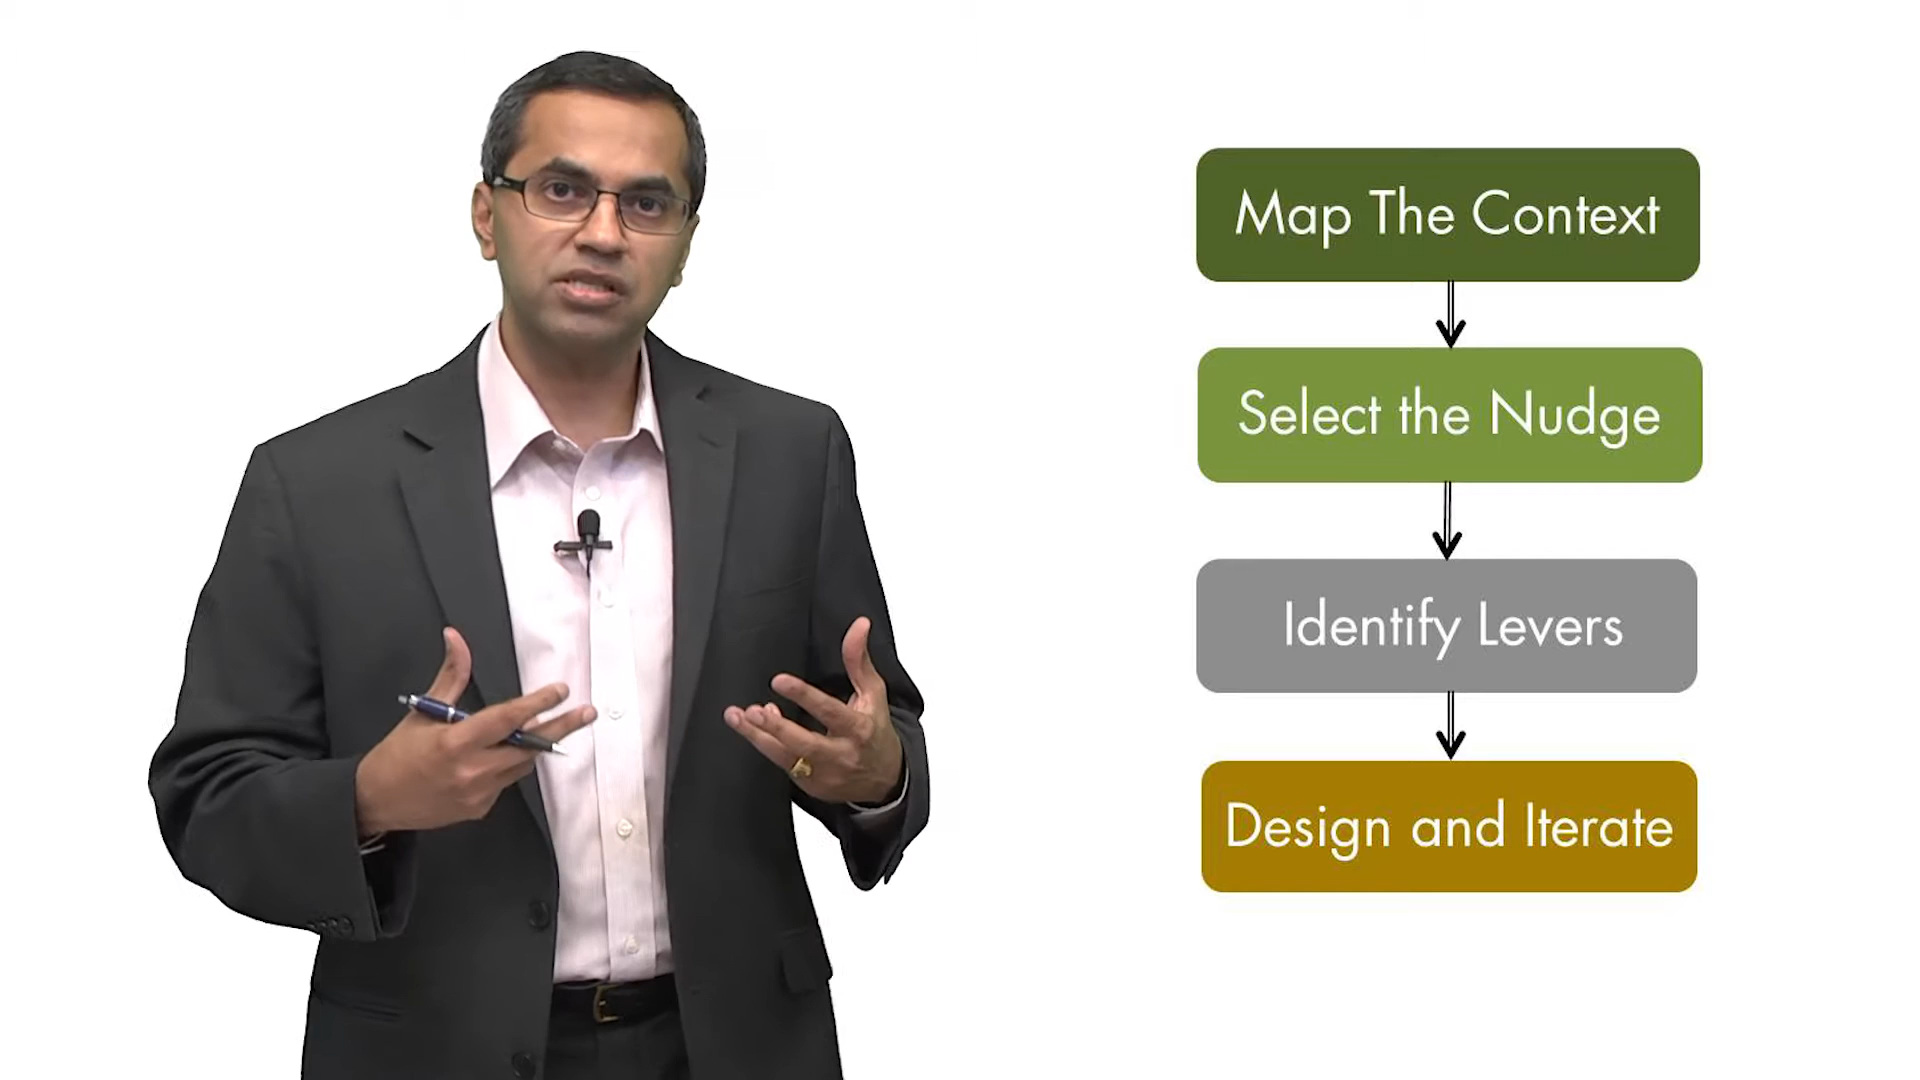 Map The Context
Select the Nudge
Identify Levers
Design and Iterate